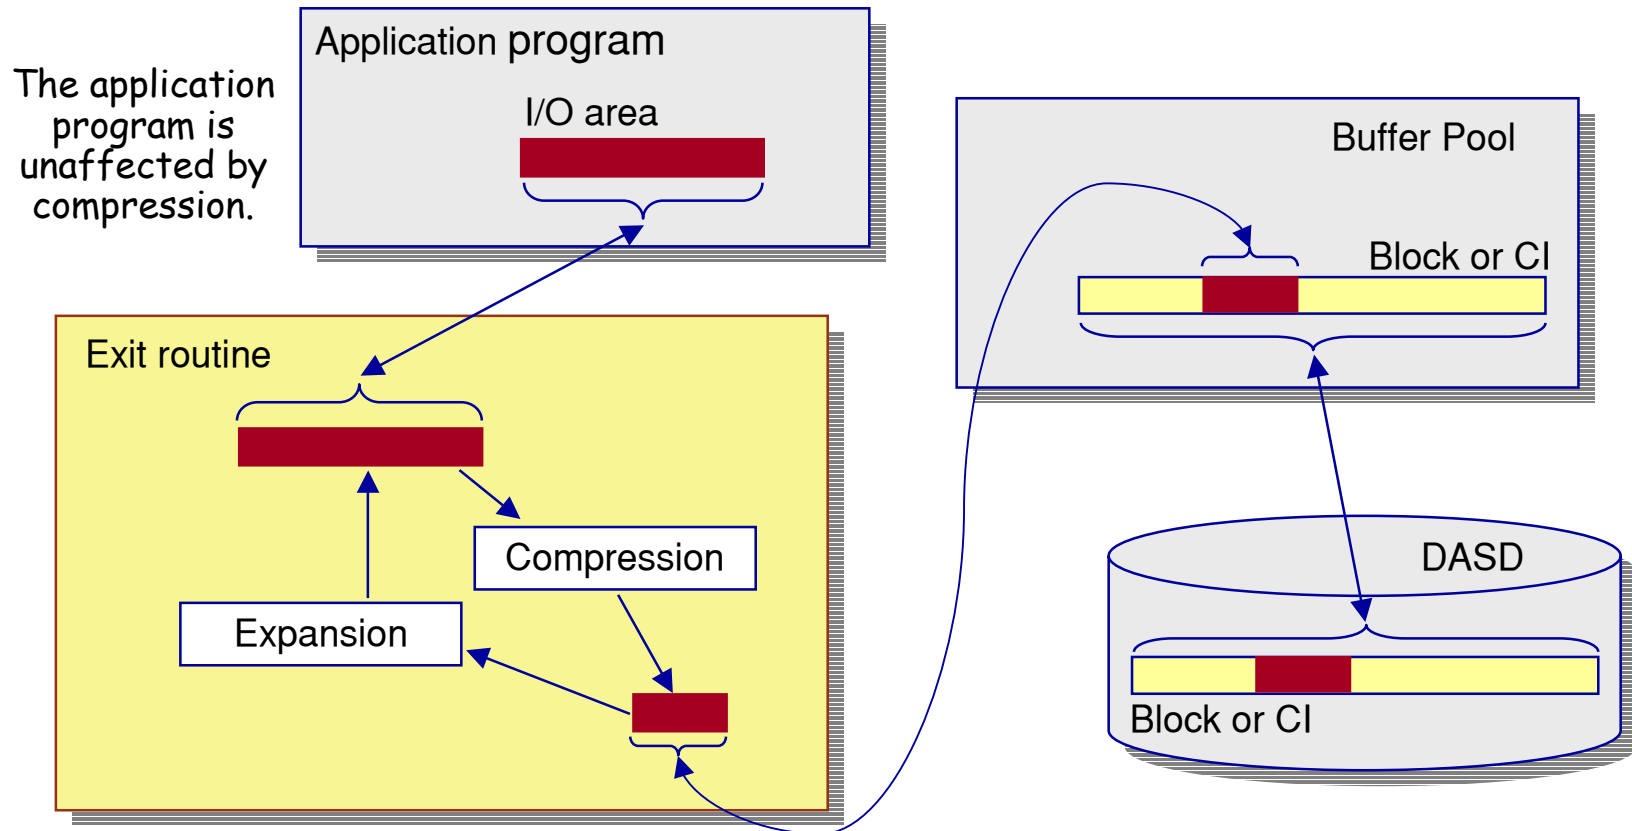 Application program
The application
program is
unaffected by
compression.
I/O area
Buffer Pool
Block or CI
Exit routine
Compression
Expansion
DASD
Block or CI